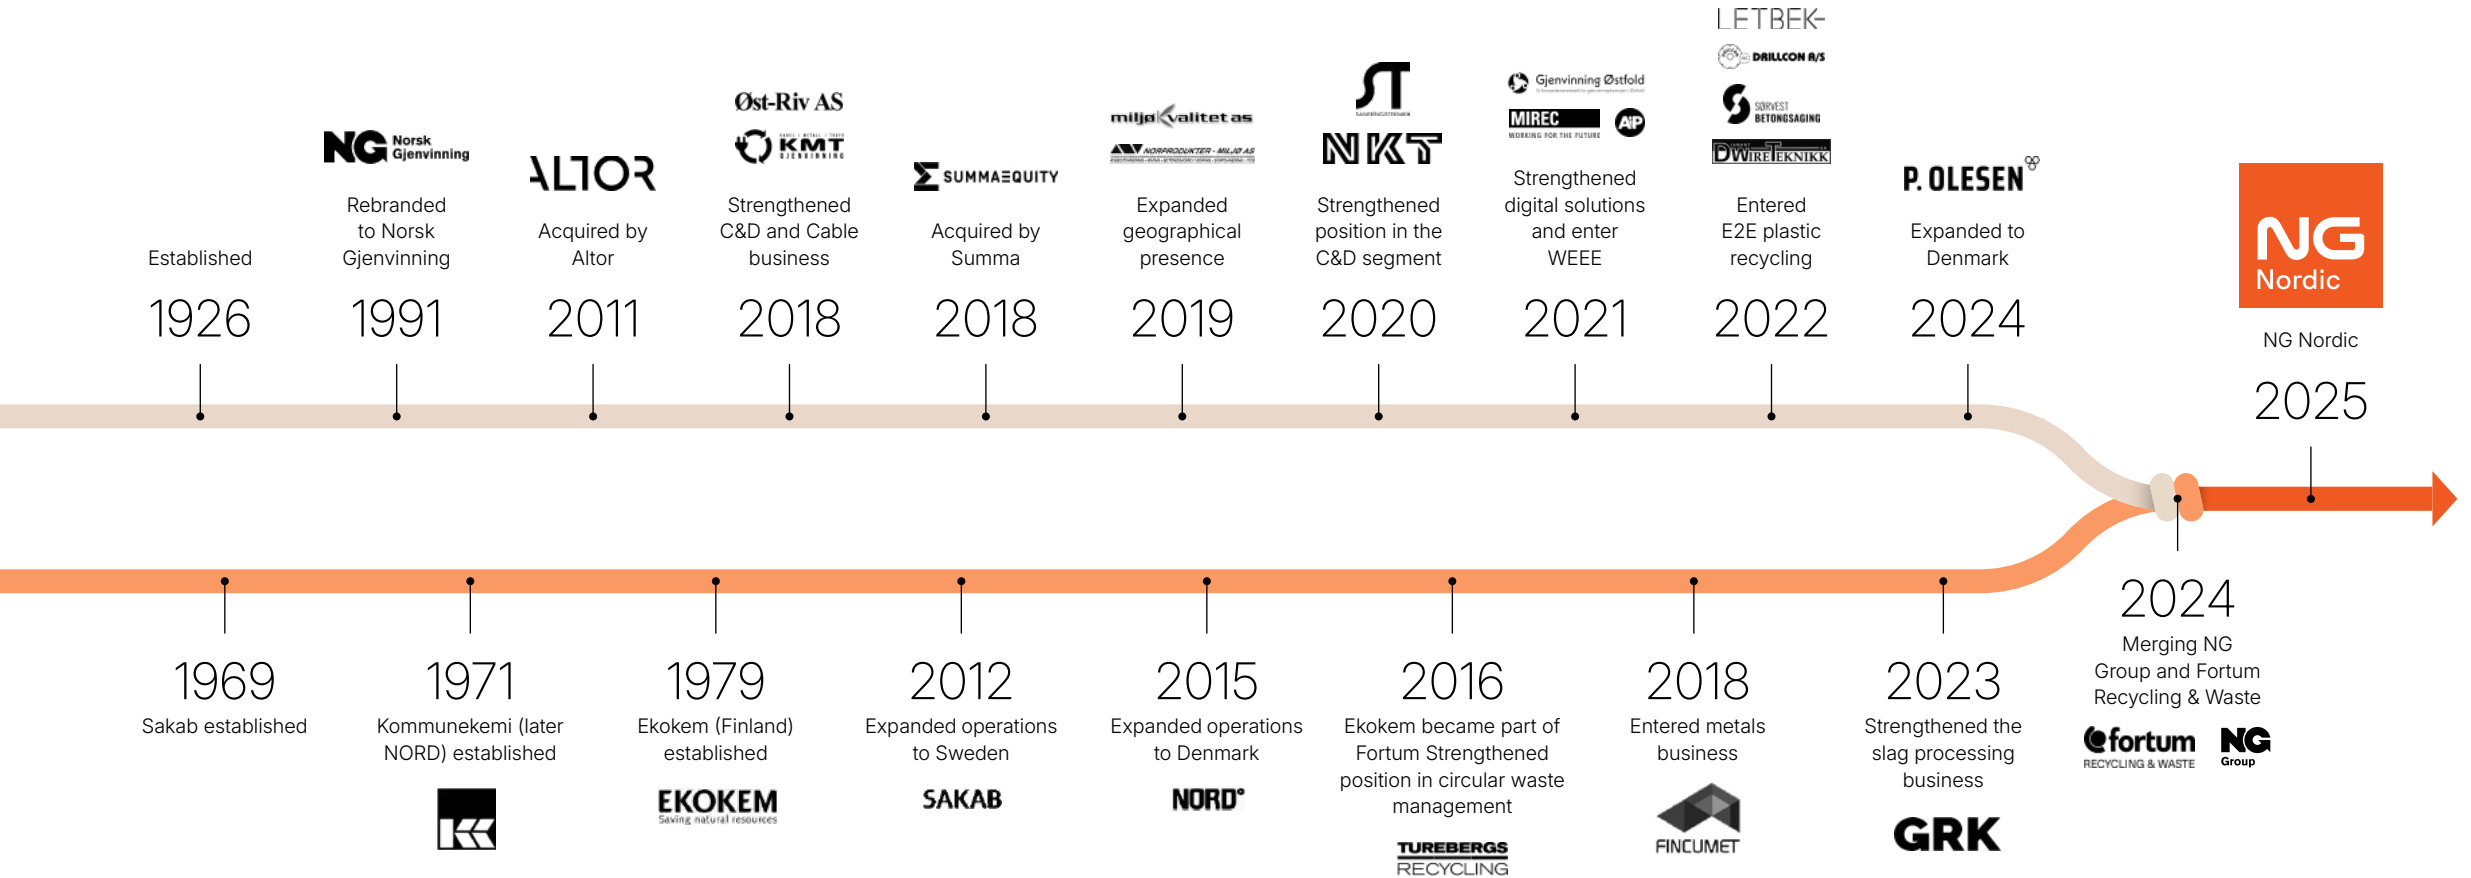 Established
1926
NG Norsk
Gjenvinning
Rebranded
to Norsk
Gjenvinning
1991
ALTOR
Acquired by
Altor
2011
Øst-Riv AS
KABEL / METALL / TRAFO
KMT
GJENVINNING
Strengthened
C&D and Cable
business
2018
SUMMAEQUITY
Acquired by
Summa
2018
miljøkvalitet as
NORPRODUKTER - MILJØ AS
Expanded
geographical
presence
2019
ST
NKT
Strengthened
position in the
C&D segment
2020
Gjenvinning Østfold
MIREC
WORKING FOR THE FUTURE
AiP
Strengthened
digital solutions
and enter
WEEE
2021
LETBEK
DRILLCON A/S
SØRVEST
BETONGSAGING
DWIRETEKNIKK
Entered
E2E plastic
recycling
2022
P. OLESEN
Expanded to
Denmark
2024
NG
Nordic
NG Nordic
2025
1969
Sakab established
1971
Kommunekemi (later
NORD) established
1979
Ekokem (Finland)
established
EKOKEM
Saving natural resources
2012
Expanded operations
to Sweden
SAKAB
2015
Expanded operations
to Denmark
NORD°
2016
Ekokem became part of
Fortum Strengthened
position in circular waste
management
TUREBERGS
RECYCLING
2018
Entered metals
business
FINCUMET
2023
Strengthened the
slag processing
business
GRK
2024
Merging NG
Group and Fortum
Recycling & Waste
fortum
RECYCLING & WASTE
NG
Group